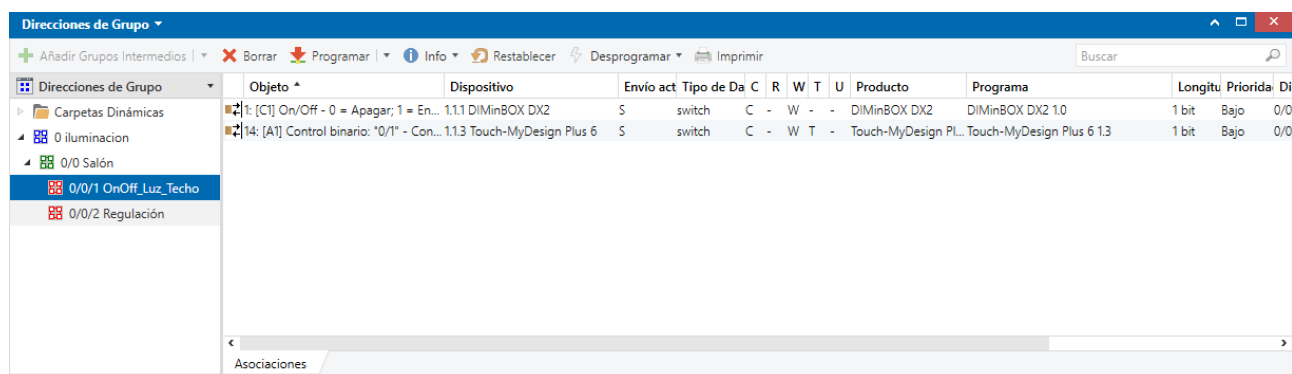 Direcciones de Grupo
Añadir Grupos Intermedios Borrar Programar Info Restablecer Desprogramar Imprimir Buscar
Direcciones de Grupo Objeto Dispositivo Envío act Tipo de Da C R W T U Producto Programa Longitu Priorida Di
Carpetas Dinámicas 1: [C1] On/Off - 0 = Apagar; 1 = En... 1.1.1 DIMinBOX DX2 S switch C - W - - DIMinBOX DX2 DIMinBOX DX2 1.0 1 bit Bajo 0/0
0 iluminacion 14: [A1] Control binario: "0/1" - Con... 1.1.3 Touch-MyDesign Plus 6 S switch C - W T - Touch-MyDesign Pl... Touch-MyDesign Plus 6 1.3 1 bit Bajo 0/0
0/0 Salón
0/0/1 OnOff_Luz_Techo
0/0/2 Regulación
Asociaciones